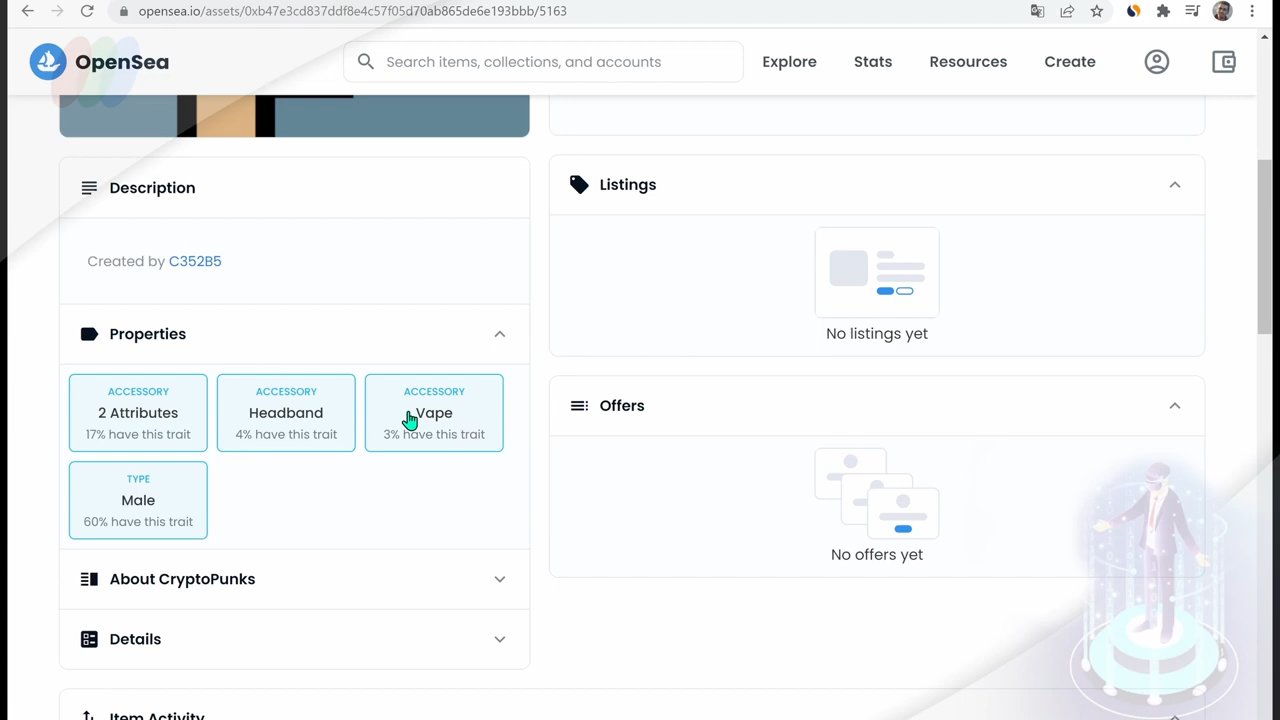 opensea.io/assets/0xb47e3cd837ddf8e4c57f05d70ab865de6e193bbb/5163
OpenSea
Search items, collections, and accounts
Explore
Stats
Resources
Create
Description
Created by C352B5
Properties
ACCESSORY
2 Attributes
17% have this trait
ACCESSORY
Headband
4% have this trait
ACCESSORY
Vape
3% have this trait
TYPE
Male
60% have this trait
About CryptoPunks
Details
Item Activity
Listings
No listings yet
Offers
No offers yet